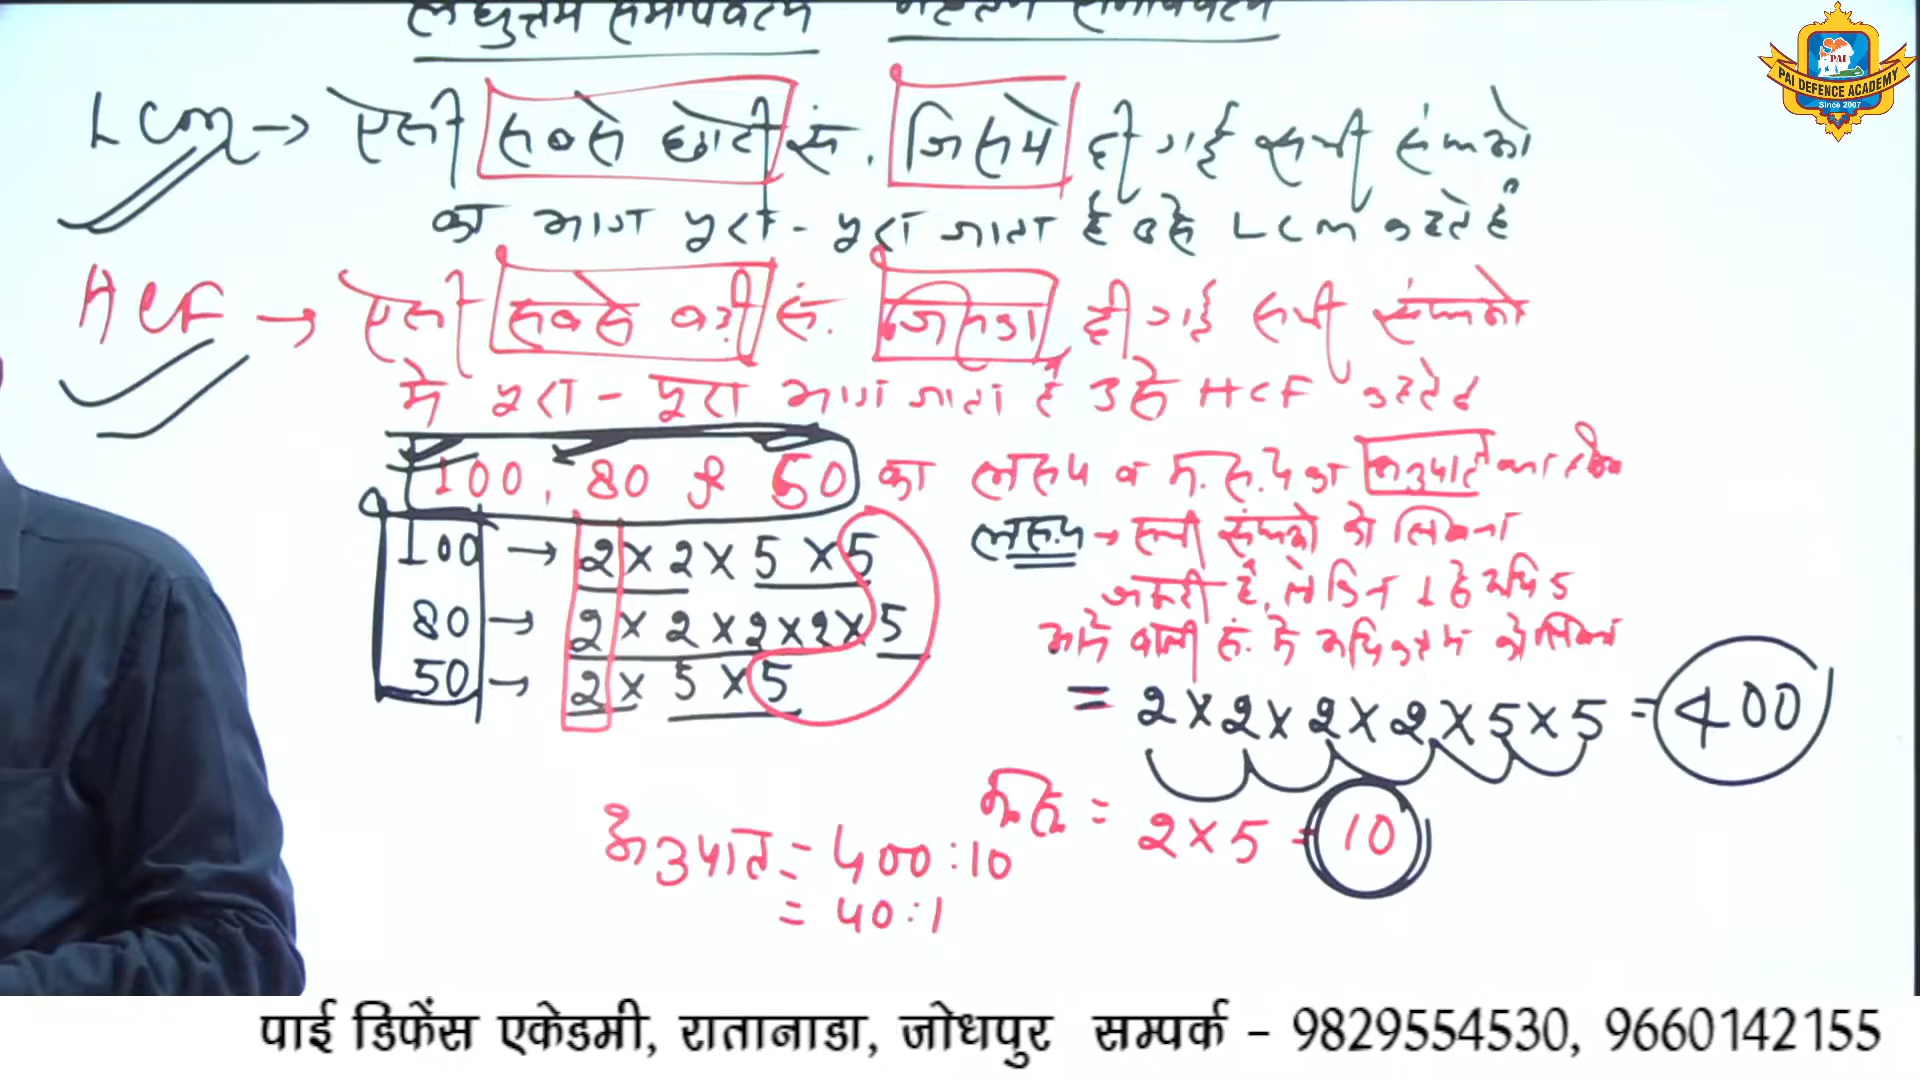 लघुत्तम समापवर्त्य महत्तम समापवर्त्य
PAI
PAI DEFENCE ACADEMY
Since 2007
LCM → ऐसी सबसे छोटी सं. जिसमे दी गई सभी संख्याओ
का भाग पूरा - पूरा जाता है उसे LCM कहते है
HCF → ऐसी सबसे बड़ी सं. जिसका दी गई सभी संख्याओ
मे पूरा - पूरा भाग जाता है उसे HCF कहते है
100, 80 & 50 का ल.स.प व म.स.प का अनुपात
100 → 2 × 2 × 5 × 5
80 → 2 × 2 × 2 × 2 × 5
50 → 2 × 5 × 5
ल.स.प → सभी संख्याओ को लिखना
जरूरी है, लेकिन 1 से अधिक
आने वाली सं. मे अधिकतम को लिखना
= 2 × 2 × 2 × 2 × 5 × 5 = 400
म.स. = 2 × 5 = 10
अनुपात = 400 : 10
= 40 : 1
पाई डिफेंस एकेडमी, रातानाडा, जोधपुर सम्पर्क - 9829554530, 9660142155